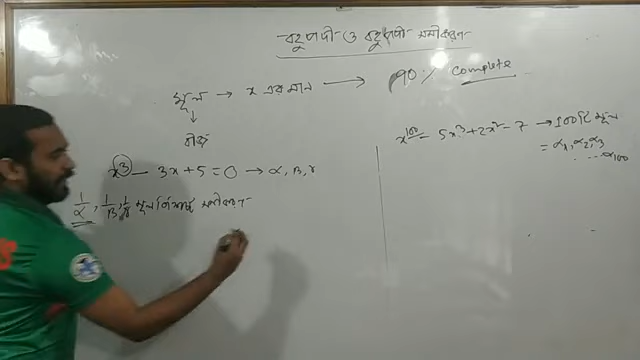 বহুপদী ও বহুপদী সমীকরণ
মূল → x এর মান → 90% complete
↓
বীজ
x³ − 3x + 5 = 0 → α, β, γ
1/α, 1/β, 1/γ মূল বিশিষ্ট সমীকরণ
x¹⁰⁰ − 5x³ + 2x² − 7 → 100টি মূল
= α₁, α₂, α₃
..... α₁₀₀